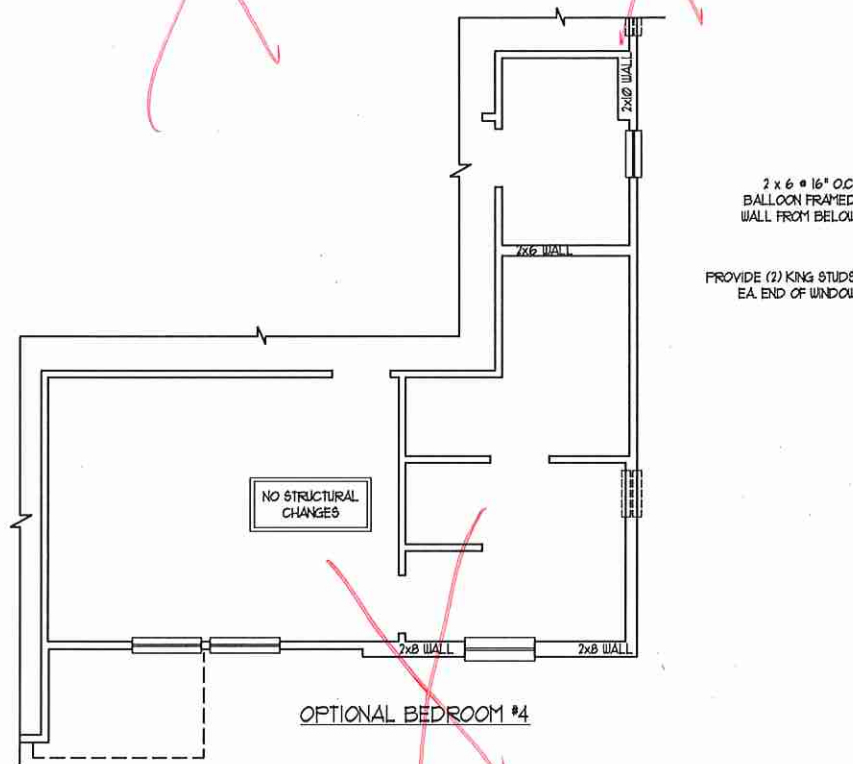 2x10 WALL
2 x 6 @ 16" O.C.
BALLOON FRAMED
WALL FROM BELOW
2x6 WALL
PROVIDE (2) KING STUDS
EA. END OF WINDOW
NO STRUCTURAL
CHANGES
2x8 WALL
2x8 WALL
OPTIONAL BEDROOM #4